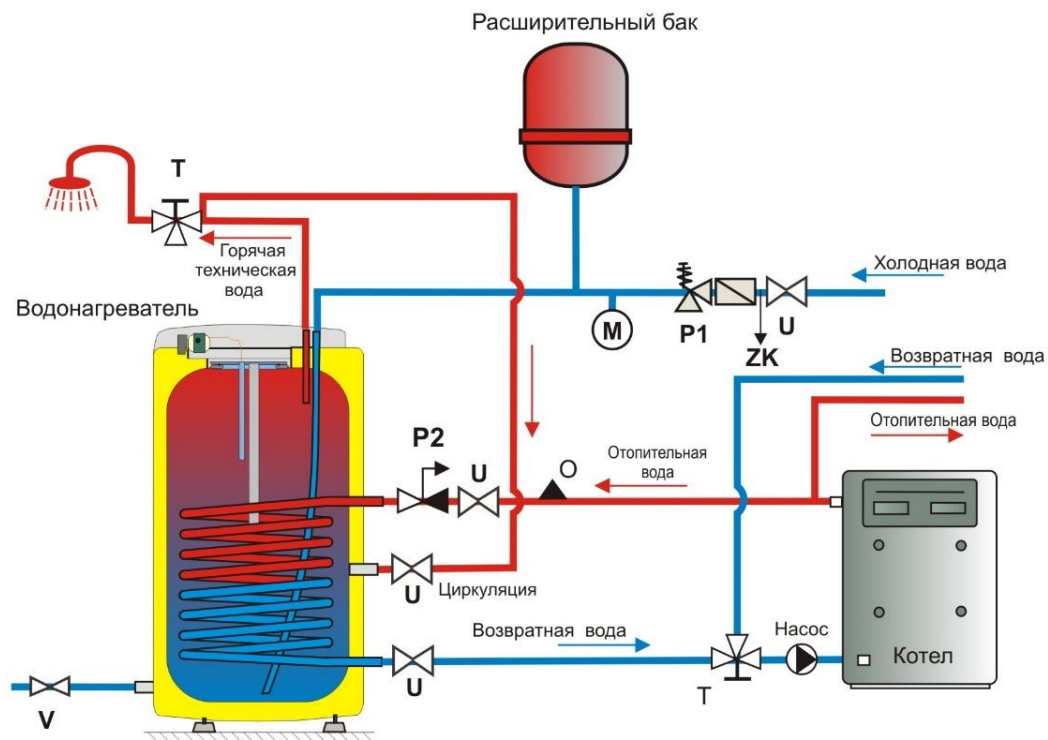 Расширительный бак
T
Горячая
техническая
вода
Холодная вода
Водонагреватель
M
P1
U
ZK
Возвратная вода
Отопительная вода
P2
U
Отопительная
вода
O
U
Циркуляция
Возвратная вода
Насос
Котел
U
T
V